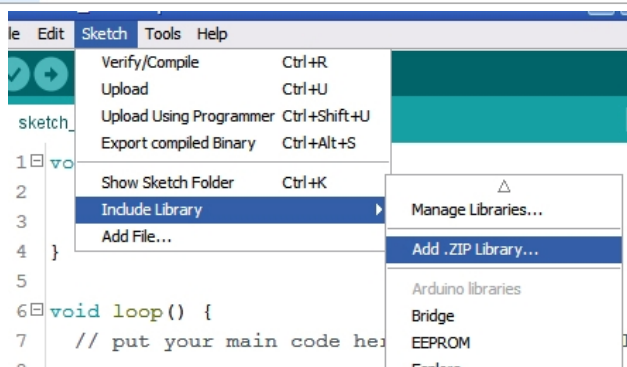 le Edit Sketch Tools Help
Verify/Compile Ctrl+R
Upload Ctrl+U
Upload Using Programmer Ctrl+Shift+U
Export compiled Binary Ctrl+Alt+S
Show Sketch Folder Ctrl+K
Include Library
Add File...
Manage Libraries...
Add .ZIP Library...
Arduino libraries
Bridge
EEPROM
sketch_
1 vo
2
3
4 }
5
6 void loop() {
7 // put your main code her